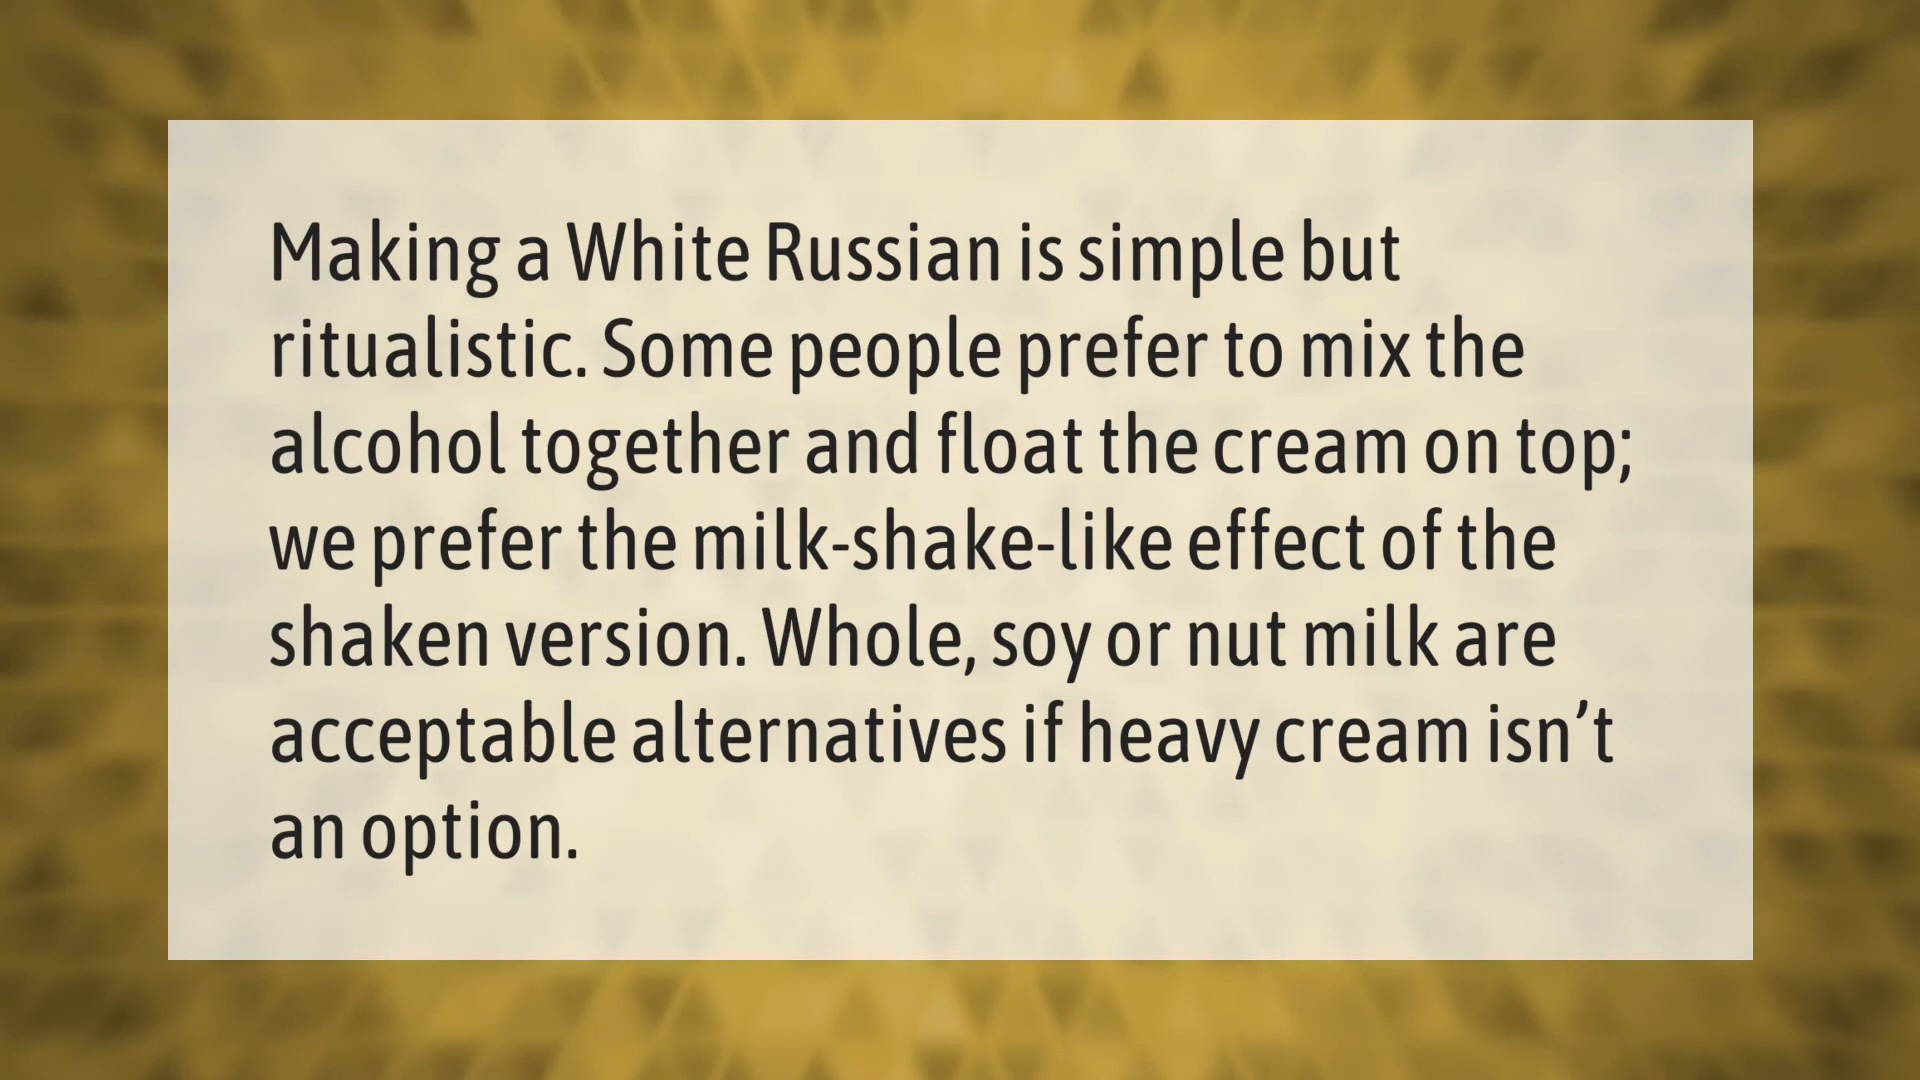 Making a White Russian is simple but
ritualistic. Some people prefer to mix the
alcohol together and float the cream on top;
we prefer the milk-shake-like effect of the
shaken version. Whole, soy or nut milk are
acceptable alternatives if heavy cream isn’t
an option.